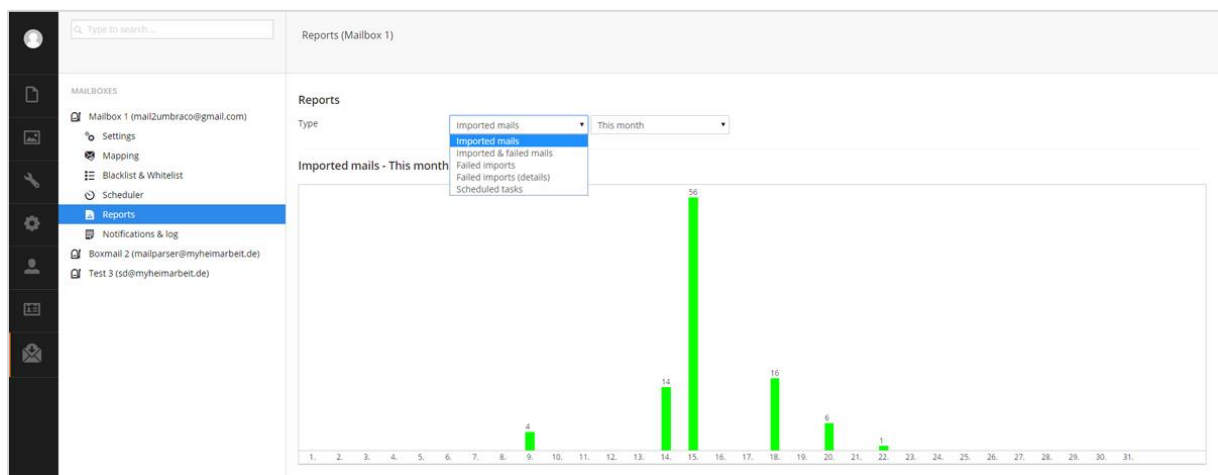 Type to search...
Reports (Mailbox 1)
MAILBOXES
Mailbox 1 (mail2umbraco@gmail.com)
Settings
Mapping
Blacklist & Whitelist
Scheduler
Reports
Notifications & log
Boxmail 2 (mailparser@myheimarbeit.de)
Test 3 (sd@myheimarbeit.de)
Reports
Type
Imported mails
This month
Imported mails
Imported & failed mails
Failed imports
Failed imports (details)
Scheduled tasks
Imported mails - This month
56
14
16
4
6
1
1. 2. 3. 4. 5. 6. 7. 8. 9. 10. 11. 12. 13. 14. 15. 16. 17. 18. 19. 20. 21. 22. 23. 24. 25. 26. 27. 28. 29. 30. 31.